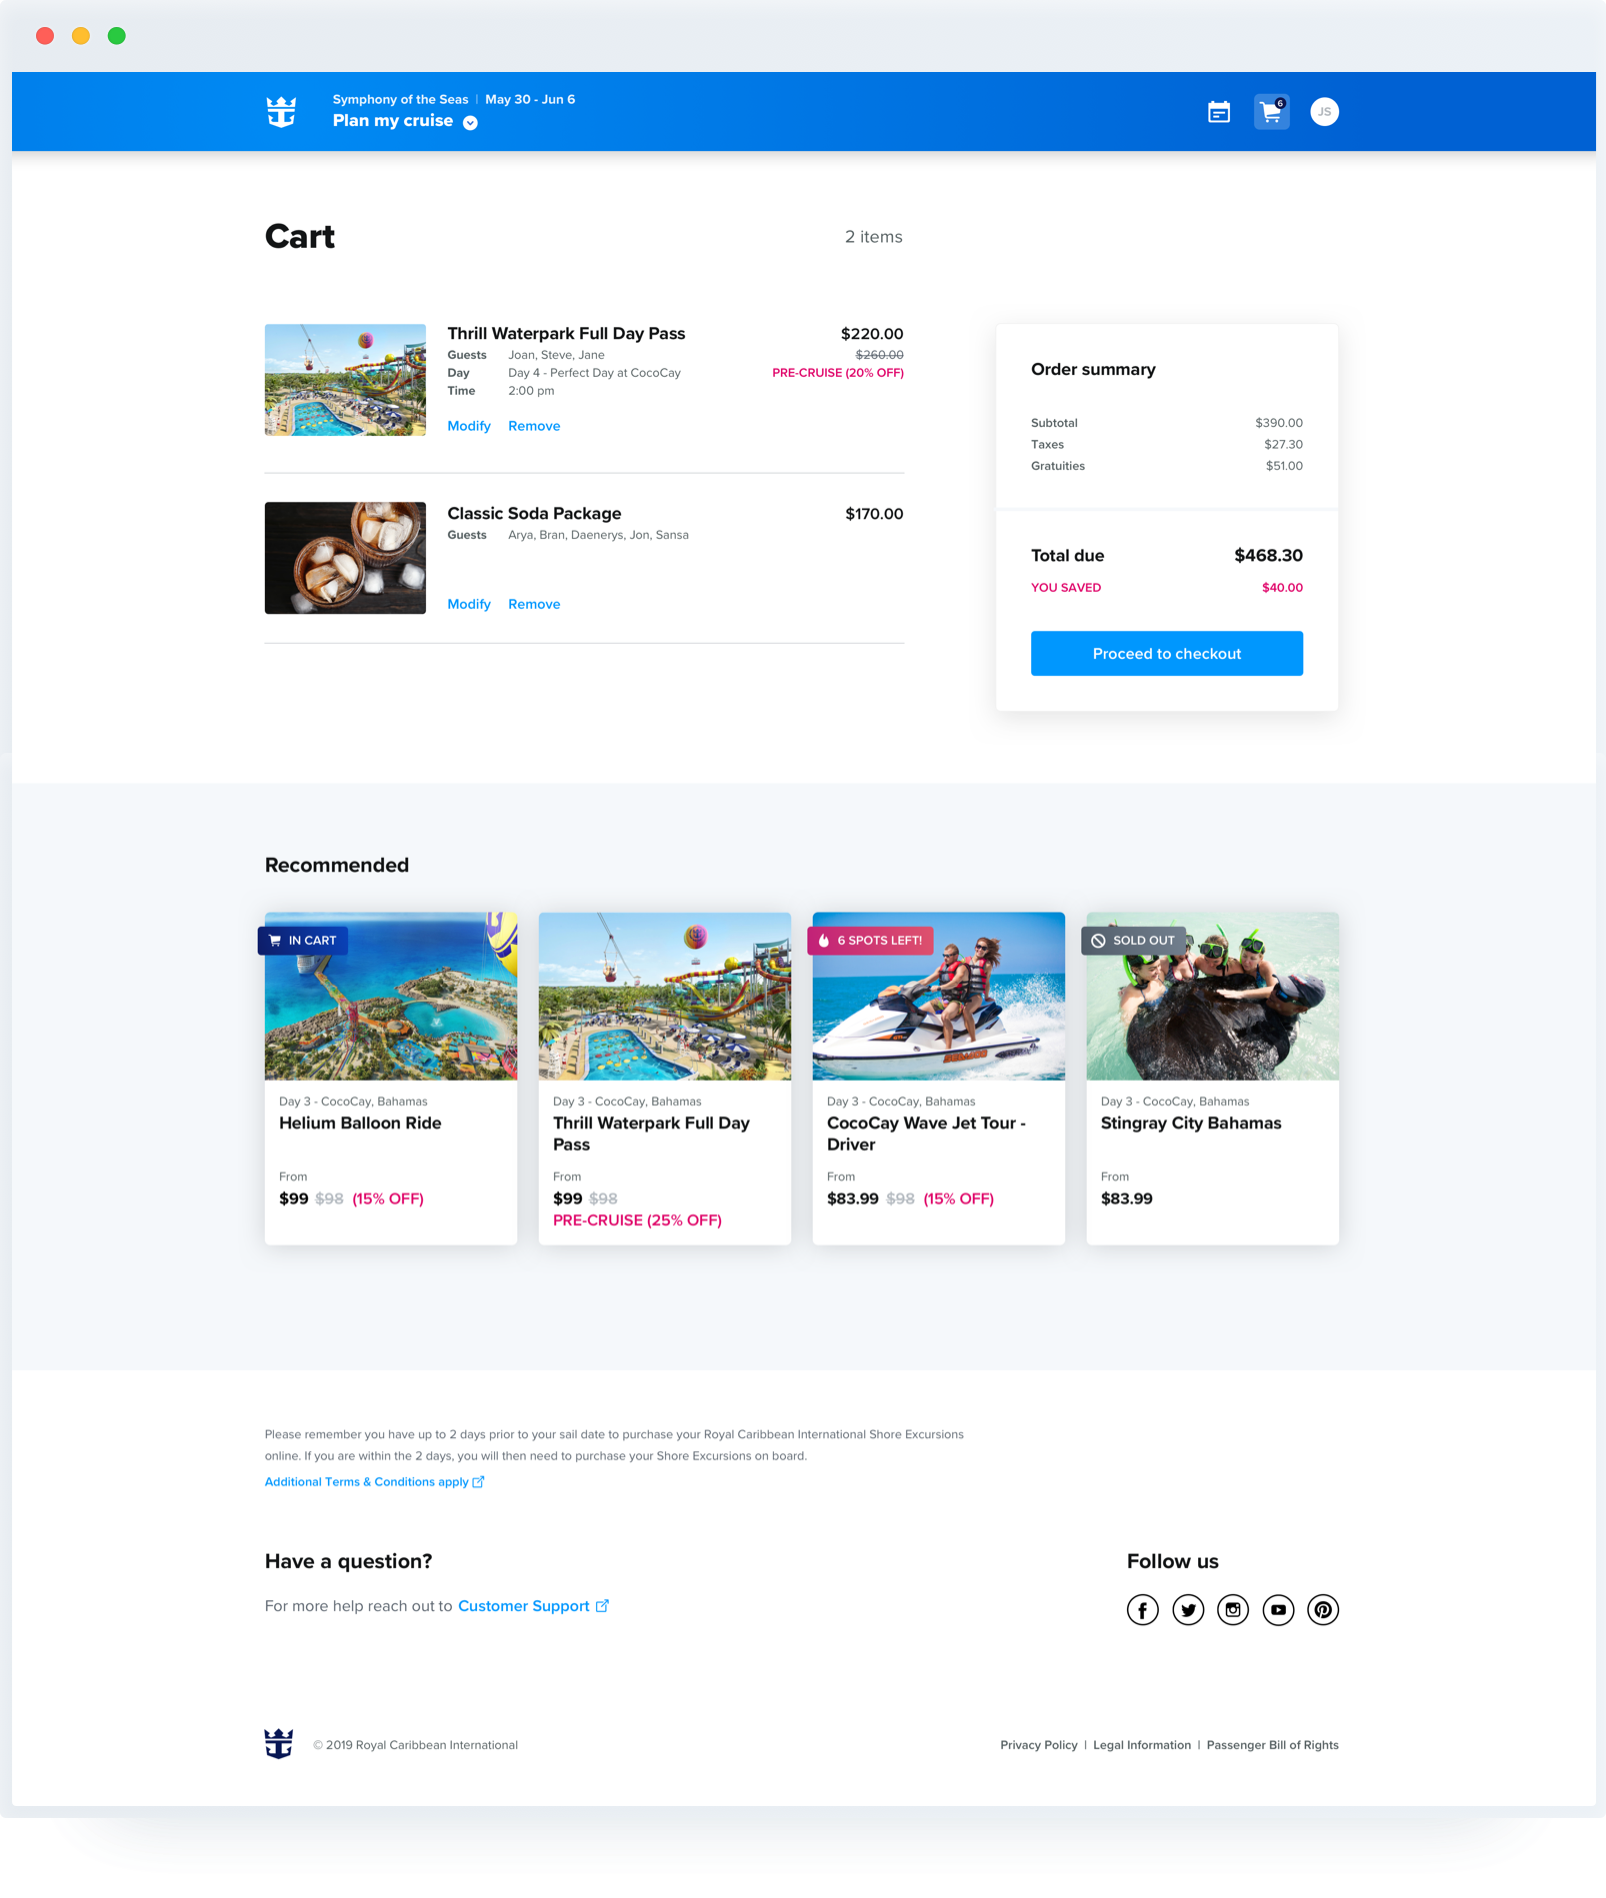 Symphony of the Seas | May 30 - Jun 6
Plan my cruise
6
JS
Cart
2 items
Thrill Waterpark Full Day Pass
$220.00
Guests Joan, Steve, Jane
$260.00
Day Day 4 - Perfect Day at CocoCay
PRE-CRUISE (20% OFF)
Time 2:00 pm
Modify Remove
Classic Soda Package
$170.00
Guests Arya, Bran, Daenerys, Jon, Sansa
Modify Remove
Order summary
Subtotal $390.00
Taxes $27.30
Gratuities $51.00
Total due $468.30
YOU SAVED $40.00
Proceed to checkout
Recommended
IN CART
Day 3 - CocoCay, Bahamas
Helium Balloon Ride
From
$99 $98 (15% OFF)
Day 3 - CocoCay, Bahamas
Thrill Waterpark Full Day
Pass
From
$99 $98
PRE-CRUISE (25% OFF)
6 SPOTS LEFT!
Day 3 - CocoCay, Bahamas
CocoCay Wave Jet Tour -
Driver
From
$83.99 $98 (15% OFF)
SOLD OUT
Day 3 - CocoCay, Bahamas
Stingray City Bahamas
From
$83.99
Please remember you have up to 2 days prior to your sail date to purchase your Royal Caribbean International Shore Excursions
online. If you are within the 2 days, you will then need to purchase your Shore Excursions on board.
Additional Terms & Conditions apply
Have a question?
For more help reach out to Customer Support
Follow us
© 2019 Royal Caribbean International
Privacy Policy | Legal Information | Passenger Bill of Rights